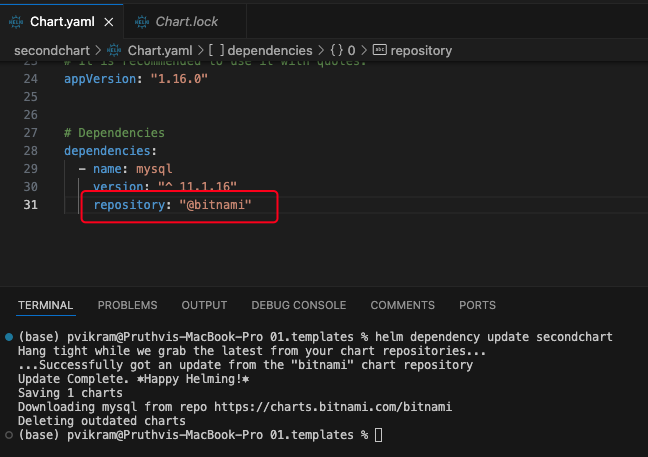 Chart.yaml
Chart.lock
secondchart > Chart.yaml > [ ] dependencies > { } 0 > abc repository
23 # It is recommended to use it with quotes.
24 appVersion: "1.16.0"
25
26
27 # Dependencies
28 dependencies:
29 - name: mysql
30 version: "^ 11.1.16"
31 repository: "@bitnami"
TERMINAL PROBLEMS OUTPUT DEBUG CONSOLE COMMENTS PORTS
(base) pvikram@Pruthvis-MacBook-Pro 01.templates % helm dependency update secondchart
Hang tight while we grab the latest from your chart repositories...
...Successfully got an update from the "bitnami" chart repository
Update Complete. ⎈Happy Helming!⎈
Saving 1 charts
Downloading mysql from repo https://charts.bitnami.com/bitnami
Deleting outdated charts
(base) pvikram@Pruthvis-MacBook-Pro 01.templates %